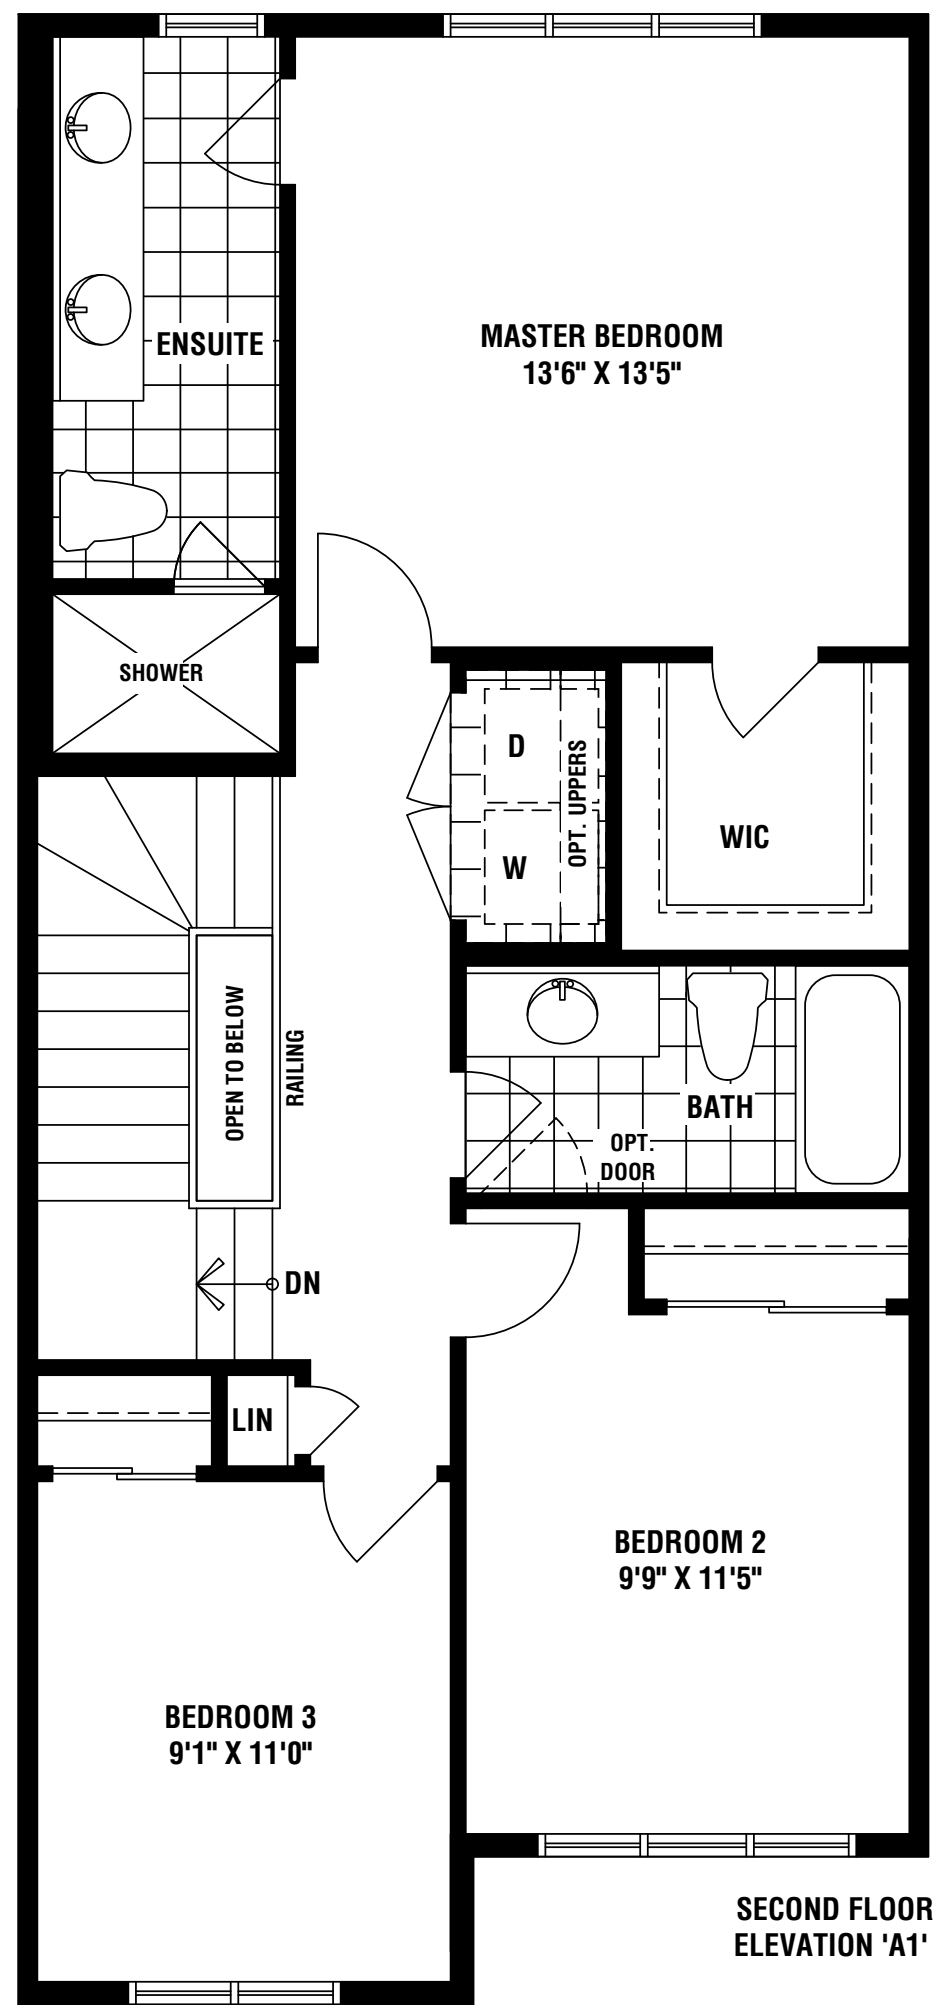 ENSUITE
MASTER BEDROOM
13'6" X 13'5"
SHOWER
D
W
OPT. UPPERS
WIC
OPEN TO BELOW
RAILING
BATH
OPT.
DOOR
DN
LIN
BEDROOM 2
9'9" X 11'5"
BEDROOM 3
9'1" X 11'0"
SECOND FLOOR
ELEVATION 'A1'